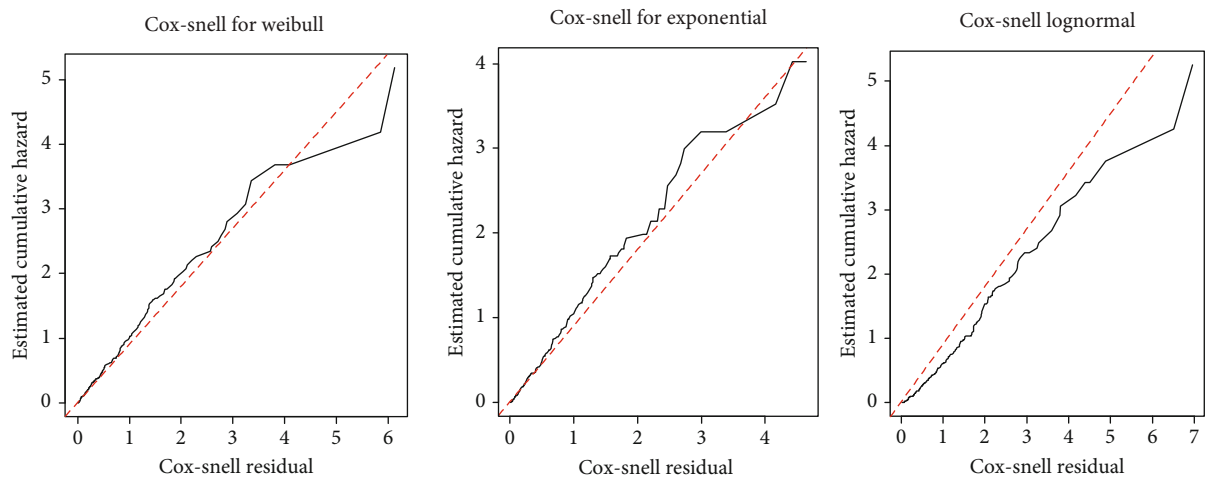 Cox-snell for weibull
5
4
3
2
1
0
Estimated cumulative hazard
0 1 2 3 4 5 6
Cox-snell residual
Cox-snell for exponential
4
3
2
1
0
Estimated cumulative hazard
0 1 2 3 4
Cox-snell residual
Cox-snell lognormal
5
4
3
2
1
0
Estimated cumulative hazard
0 1 2 3 4 5 6 7
Cox-snell residual